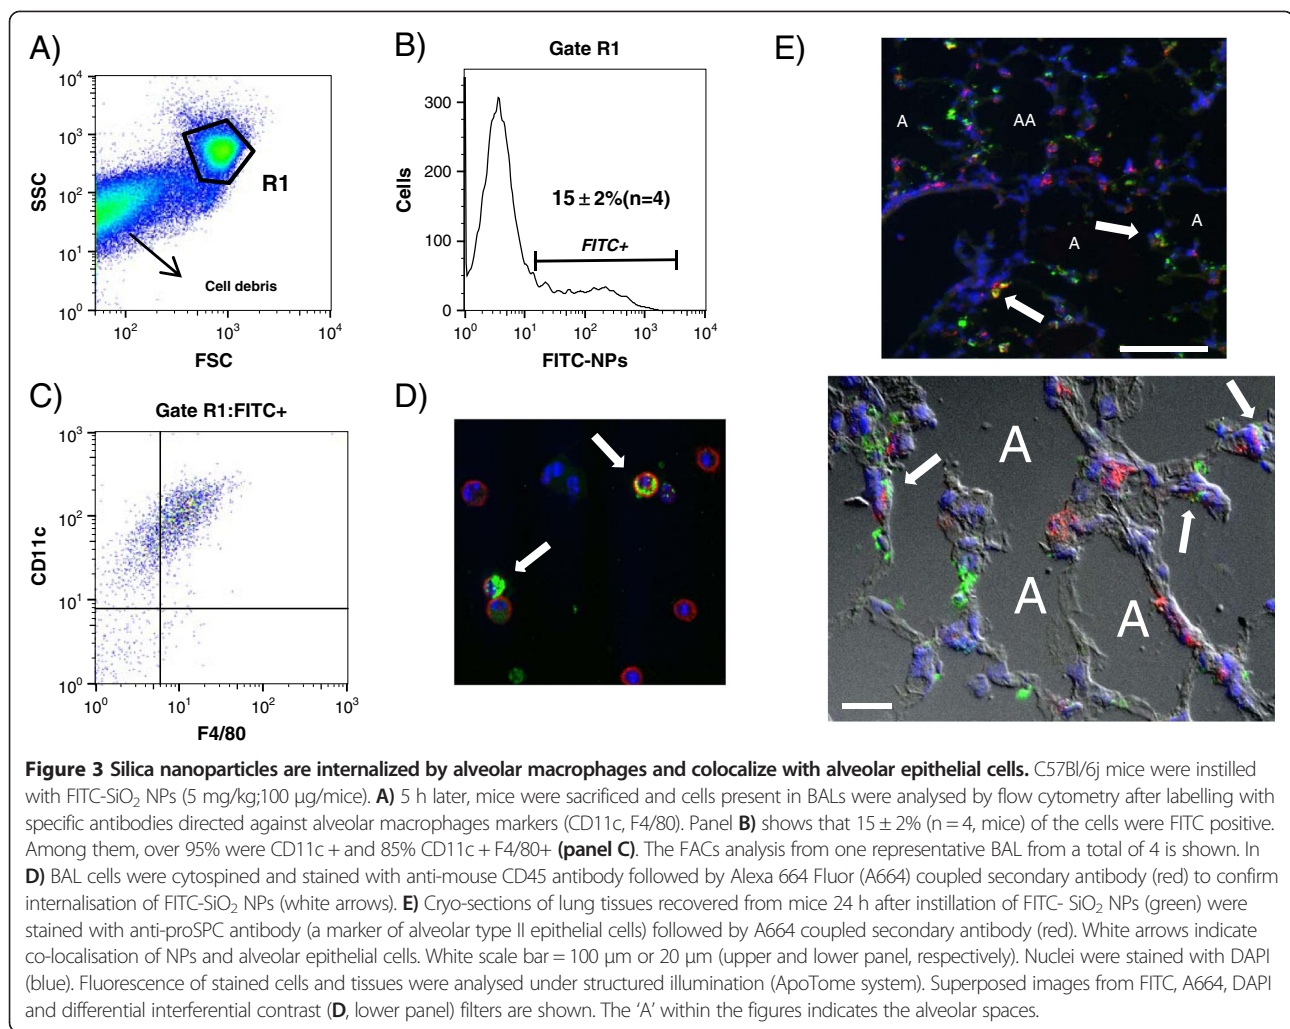 A)
10⁴
10³
10²
10¹
10⁰
SSC
R1
Cell debris
10² 10³ 10⁴
FSC
B)
Gate R1
300
200
100
0
Cells
15 ± 2%(n=4)
FITC+
10⁰ 10¹ 10² 10³ 10⁴
FITC-NPs
C)
Gate R1:FITC+
10³
10²
10¹
10⁰
CD11c
10⁰ 10¹ 10² 10³
F4/80
D)
E)
A AA
A A
A
A A
Figure 3 Silica nanoparticles are internalized by alveolar macrophages and colocalize with alveolar epithelial cells. C57Bl/6j mice were instilled
with FITC-SiO₂ NPs (5 mg/kg;100 μg/mice). A) 5 h later, mice were sacrificed and cells present in BALs were analysed by flow cytometry after labelling with
specific antibodies directed against alveolar macrophages markers (CD11c, F4/80). Panel B) shows that 15 ± 2% (n = 4, mice) of the cells were FITC positive.
Among them, over 95% were CD11c + and 85% CD11c + F4/80+ (panel C). The FACs analysis from one representative BAL from a total of 4 is shown. In
D) BAL cells were cytospined and stained with anti-mouse CD45 antibody followed by Alexa 664 Fluor (A664) coupled secondary antibody (red) to confirm
internalisation of FITC-SiO₂ NPs (white arrows). E) Cryo-sections of lung tissues recovered from mice 24 h after instillation of FITC- SiO₂ NPs (green) were
stained with anti-proSPC antibody (a marker of alveolar type II epithelial cells) followed by A664 coupled secondary antibody (red). White arrows indicate
co-localisation of NPs and alveolar epithelial cells. White scale bar = 100 μm or 20 μm (upper and lower panel, respectively). Nuclei were stained with DAPI
(blue). Fluorescence of stained cells and tissues were analysed under structured illumination (ApoTome system). Superposed images from FITC, A664, DAPI
and differential interferential contrast (D, lower panel) filters are shown. The ‘A’ within the figures indicates the alveolar spaces.